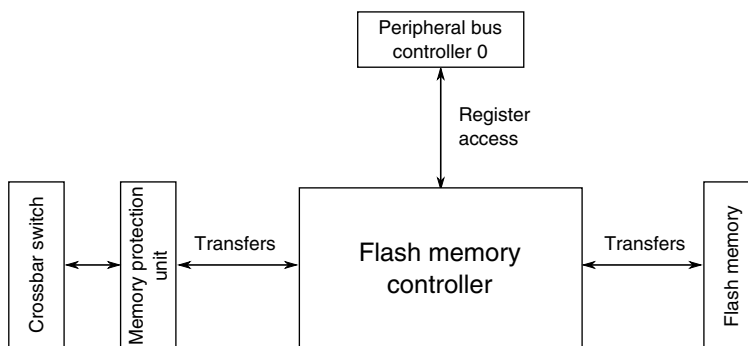 Peripheral bus
controller 0
Register
access
Crossbar switch
Memory protection
unit
Transfers
Flash memory
controller
Transfers
Flash memory